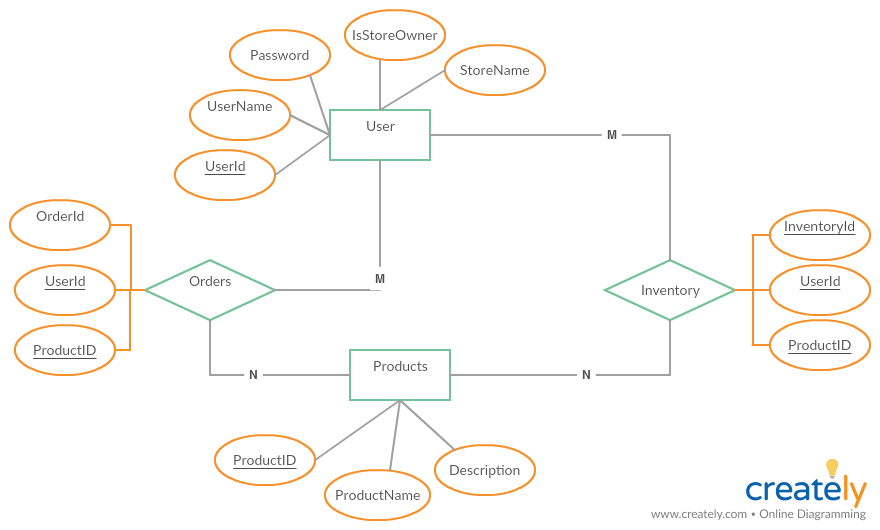 IsStoreOwner
Password
StoreName
UserName
User
M
UserId
OrderId
InventoryId
UserId
Orders
M
Inventory
UserId
ProductID
ProductID
Products
N
N
ProductID
Description
ProductName
creately
www.creately.com • Online Diagramming